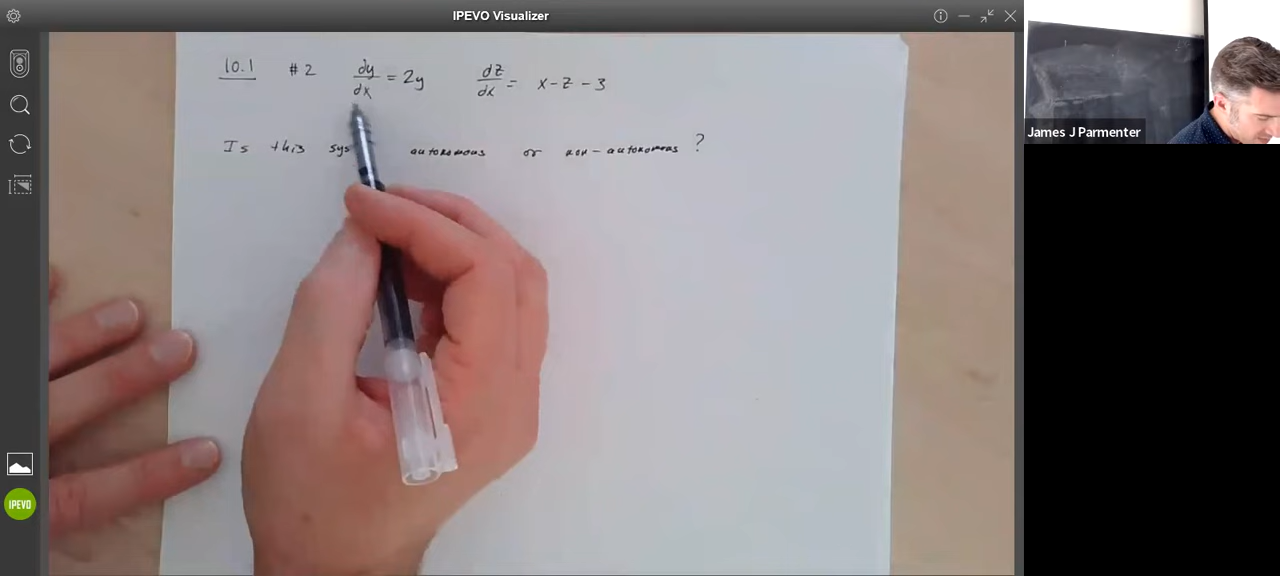 IPEVO Visualizer
10.1 #2 dy/dx = 2y dz/dx = x - z - 3
Is this sys autonomous or non-autonomous ?
James J Parmenter
IPEVO